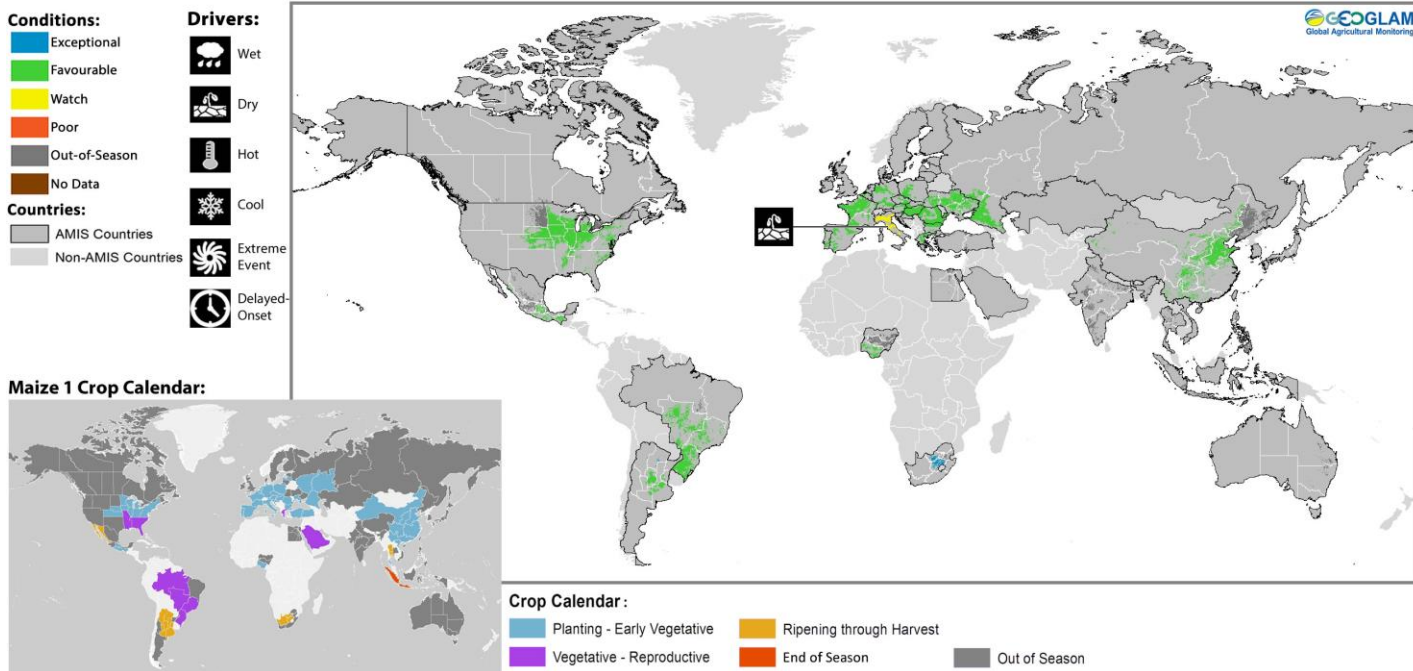 Conditions:
Exceptional
Favourable
Watch
Poor
Out-of-Season
No Data
Countries:
AMIS Countries
Non-AMIS Countries
Drivers:
Wet
Dry
Hot
Cool
Extreme
Event
Delayed-
Onset
GEOGLAM
Global Agricultural Monitoring
Maize 1 Crop Calendar:
Crop Calendar :
Planting - Early Vegetative
Vegetative - Reproductive
Ripening through Harvest
End of Season
Out of Season